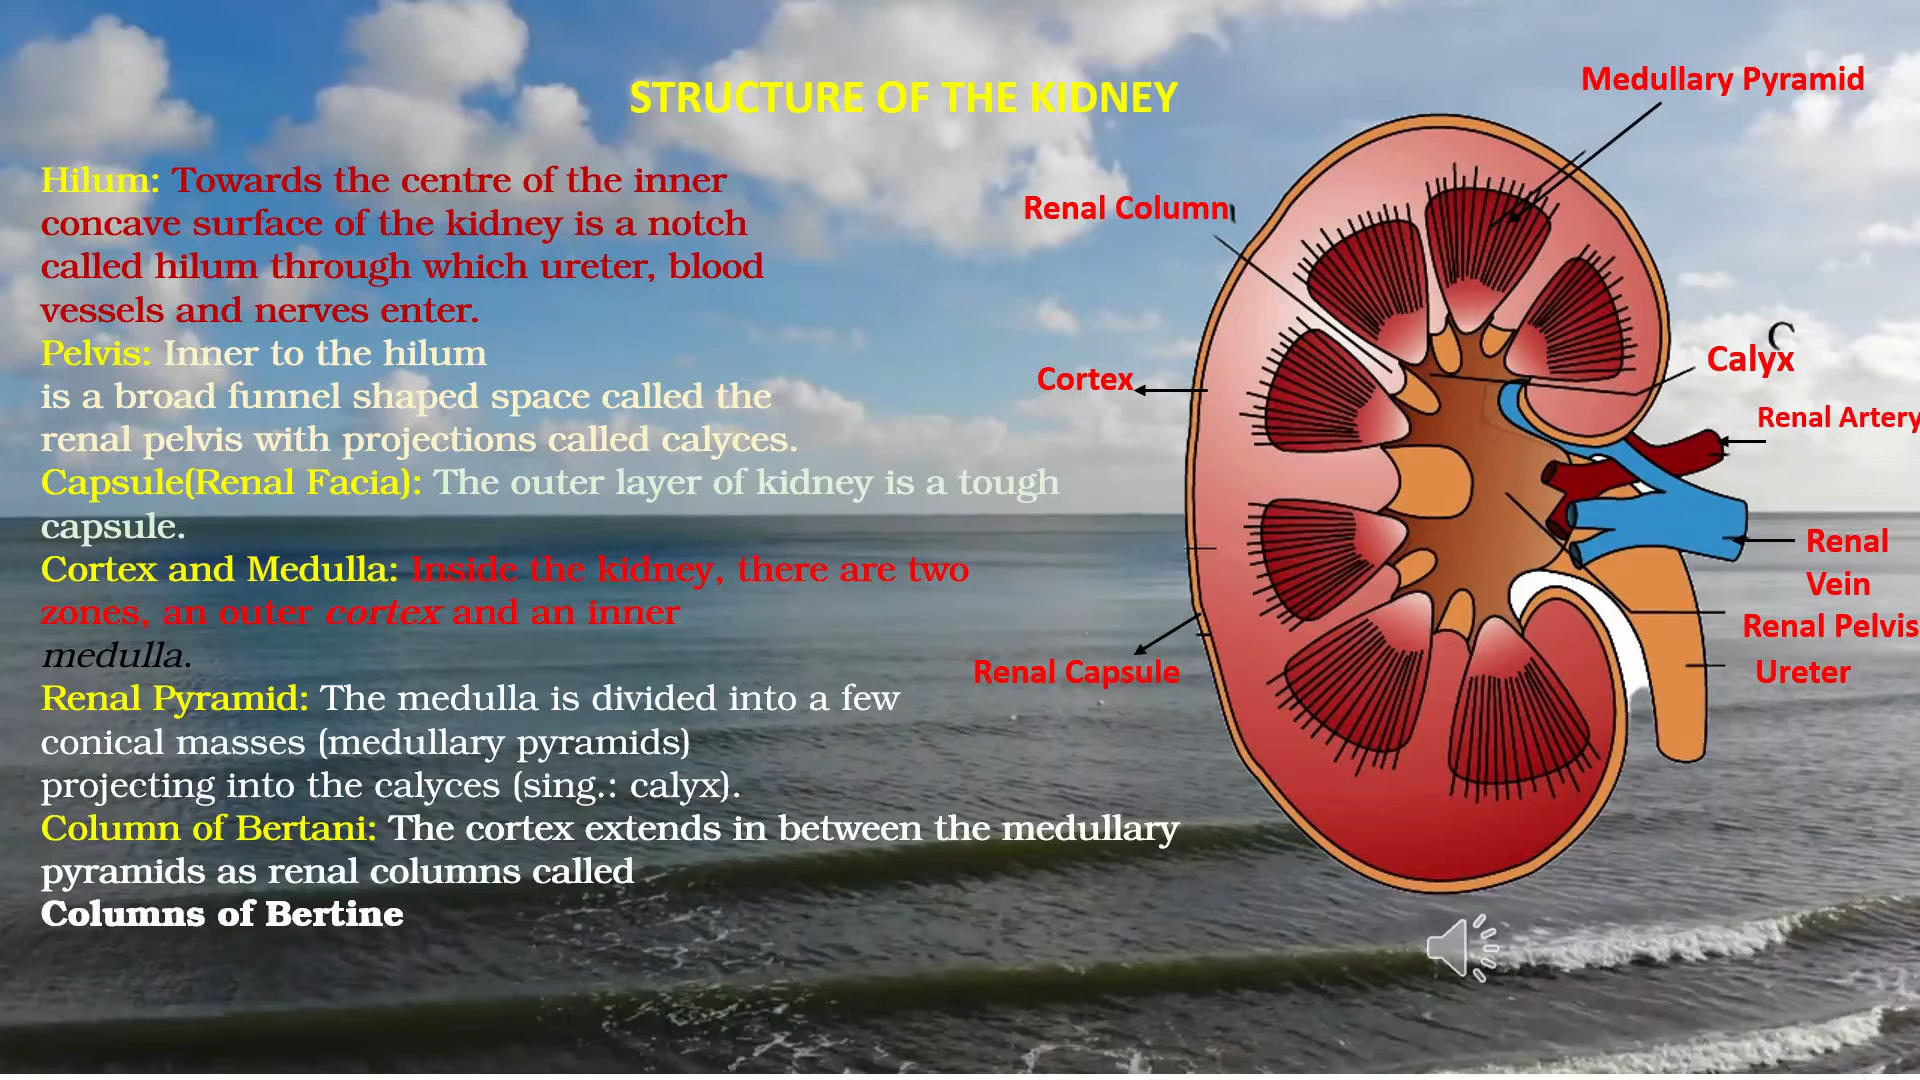 STRUCTURE OF THE KIDNEY
Hilum: Towards the centre of the inner
concave surface of the kidney is a notch
called hilum through which ureter, blood
vessels and nerves enter.
Pelvis: Inner to the hilum
is a broad funnel shaped space called the
renal pelvis with projections called calyces.
Capsule(Renal Facia): The outer layer of kidney is a tough
capsule.
Cortex and Medulla: Inside the kidney, there are two
zones, an outer cortex and an inner
medulla.
Renal Pyramid: The medulla is divided into a few
conical masses (medullary pyramids)
projecting into the calyces (sing.: calyx).
Column of Bertani: The cortex extends in between the medullary
pyramids as renal columns called
Columns of Bertine
Medullary Pyramid
Renal Column
C
Calyx
Cortex
Renal Artery
Renal
Vein
Renal Pelvis
Renal Capsule
Ureter